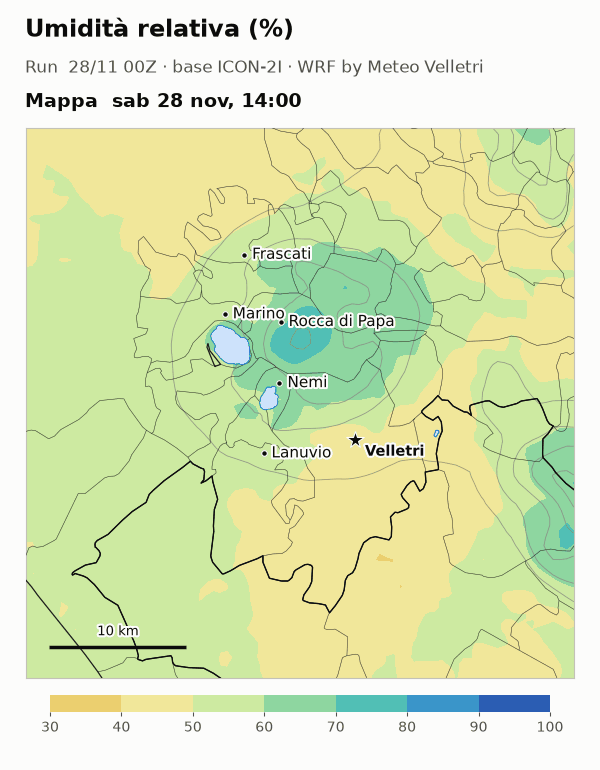 Umidità relativa (%)
Run  28/11 00Z · base ICON-2I · WRF by Meteo Velletri
Mappa  sab 28 nov, 14:00
Frascati
Marino
Rocca di Papa
Nemi
Lanuvio
Velletri
10 km
30 40 50 60 70 80 90 100